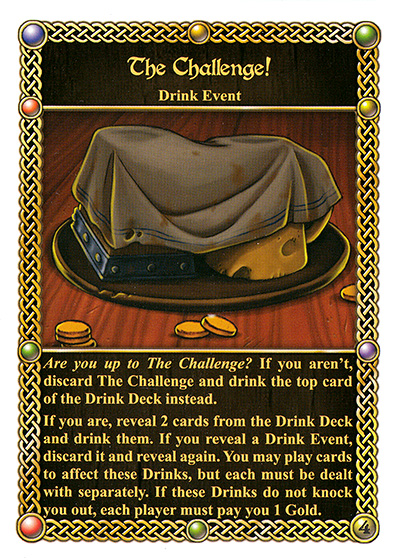 The Challenge!
Drink Event
Are you up to The Challenge? If you aren't,
discard The Challenge and drink the top card
of the Drink Deck instead.
If you are, reveal 2 cards from the Drink Deck
and drink them. If you reveal a Drink Event,
discard it and reveal again. You may play cards
to affect these Drinks, but each must be dealt
with separately. If these Drinks do not knock
you out, each player must pay you 1 Gold.
4